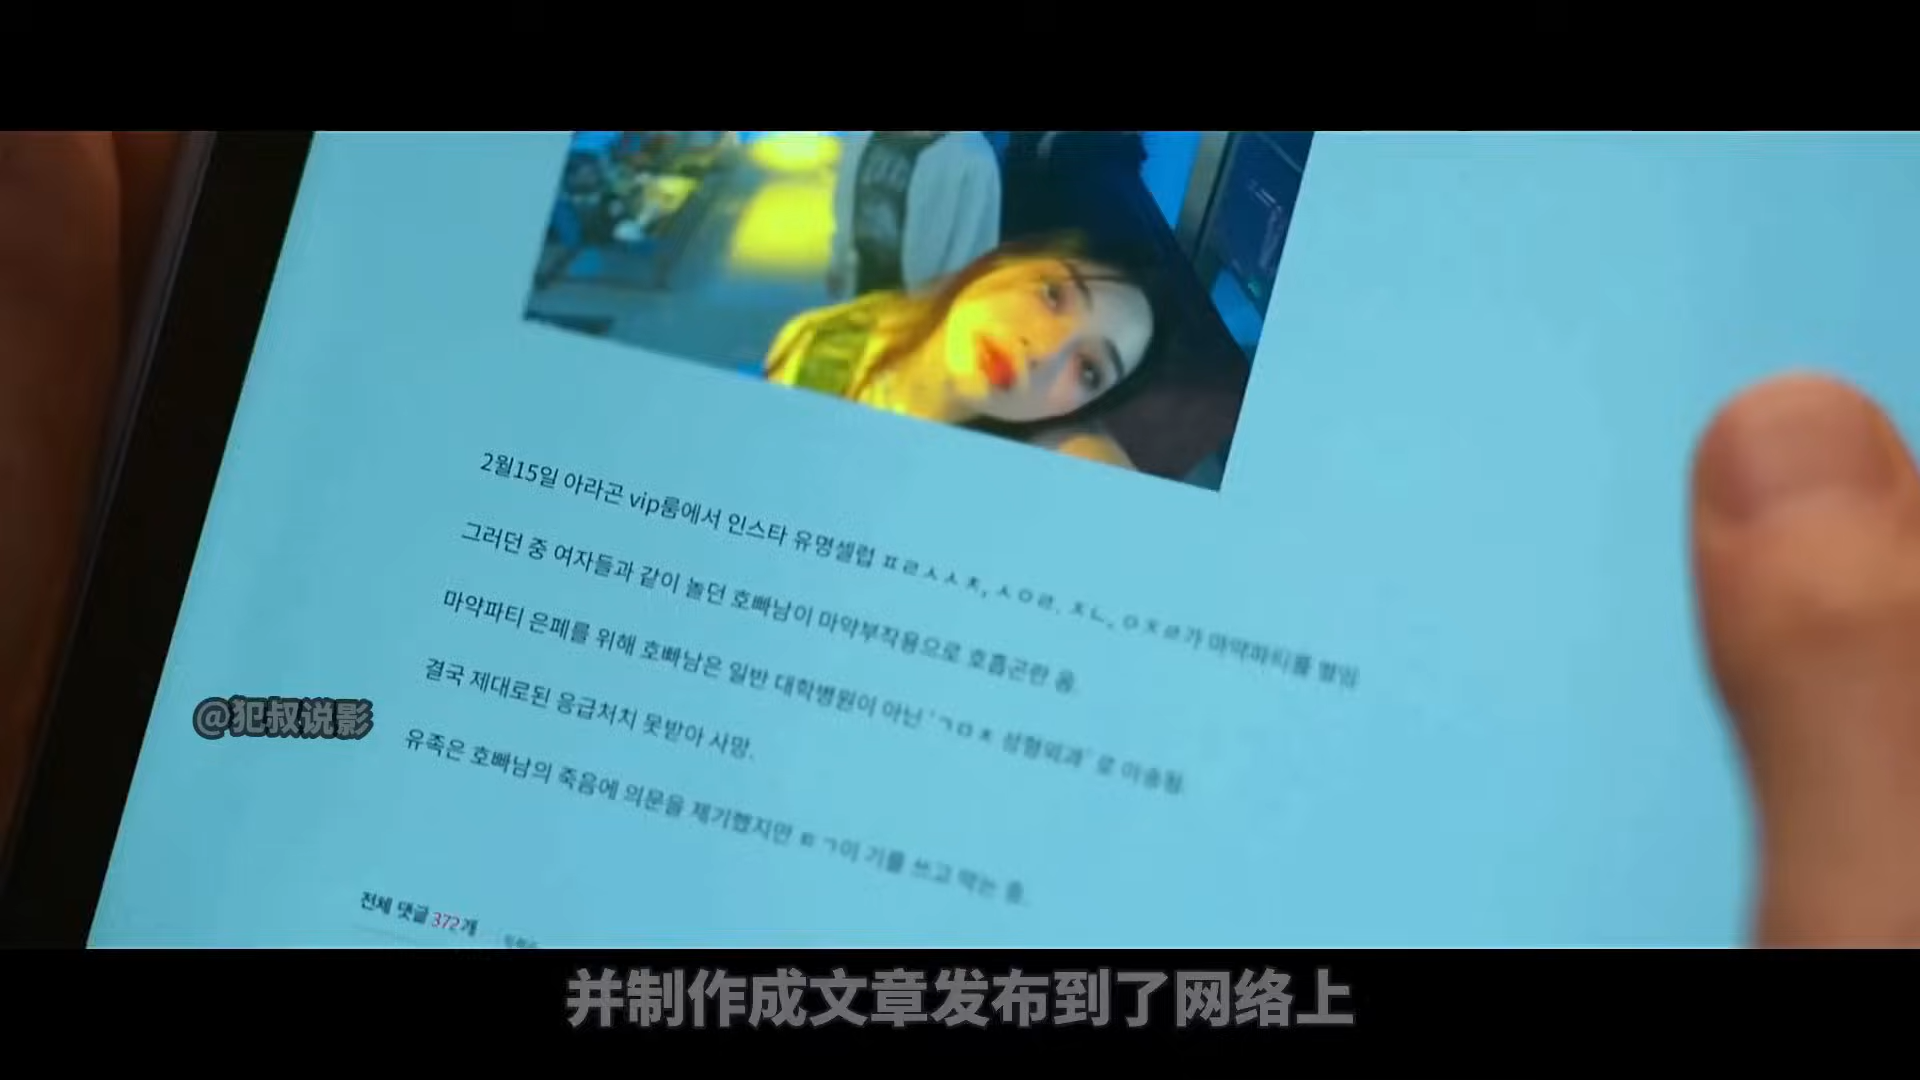 2월15일 아라곤 vip룸에서 인스타 유명셀럽 ㅍㄹㅅㅅㅊ, ㅅㅇㄹ. ㅈㄴ, ㅇㅊㄹ가 마약파티를 벌임
그러던 중 여자들과 같이 놀던 호빠남이 마약부작용으로 호흡곤란 옴.
마약파티 은폐를 위해 호빠남은 일반 대학병원이 아닌 'ㄱㅁㅊ 성형외과' 로 이송함.
결국 제대로된 응급처치 못받아 사망.
유족은 호빠남의 죽음에 의문을 제기했지만 ㅌㄱ이 기를 쓰고 막는 중.
전체 댓글 372개
@犯叔说影
并制作成文章发布到了网络上